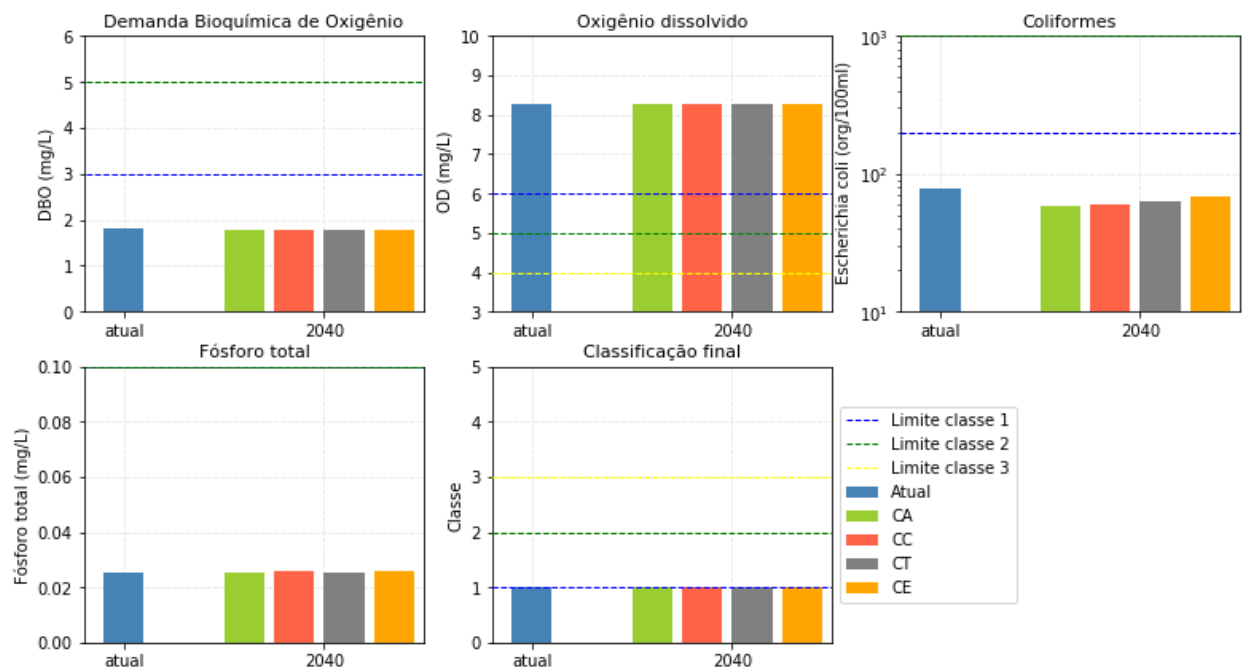 Demanda Bioquímica de Oxigênio
DBO (mg/L)
6
5
4
3
2
1
0
atual
2040
Oxigênio dissolvido
OD (mg/L)
10
9
8
7
6
5
4
3
atual
2040
Coliformes
Escherichia coli (org/100ml)
10³
10²
10¹
atual
2040
Fósforo total
Fósforo total (mg/L)
0.10
0.08
0.06
0.04
0.02
0.00
atual
2040
Classificação final
Classe
5
4
3
2
1
0
atual
2040
Limite classe 1
Limite classe 2
Limite classe 3
Atual
CA
CC
CT
CE